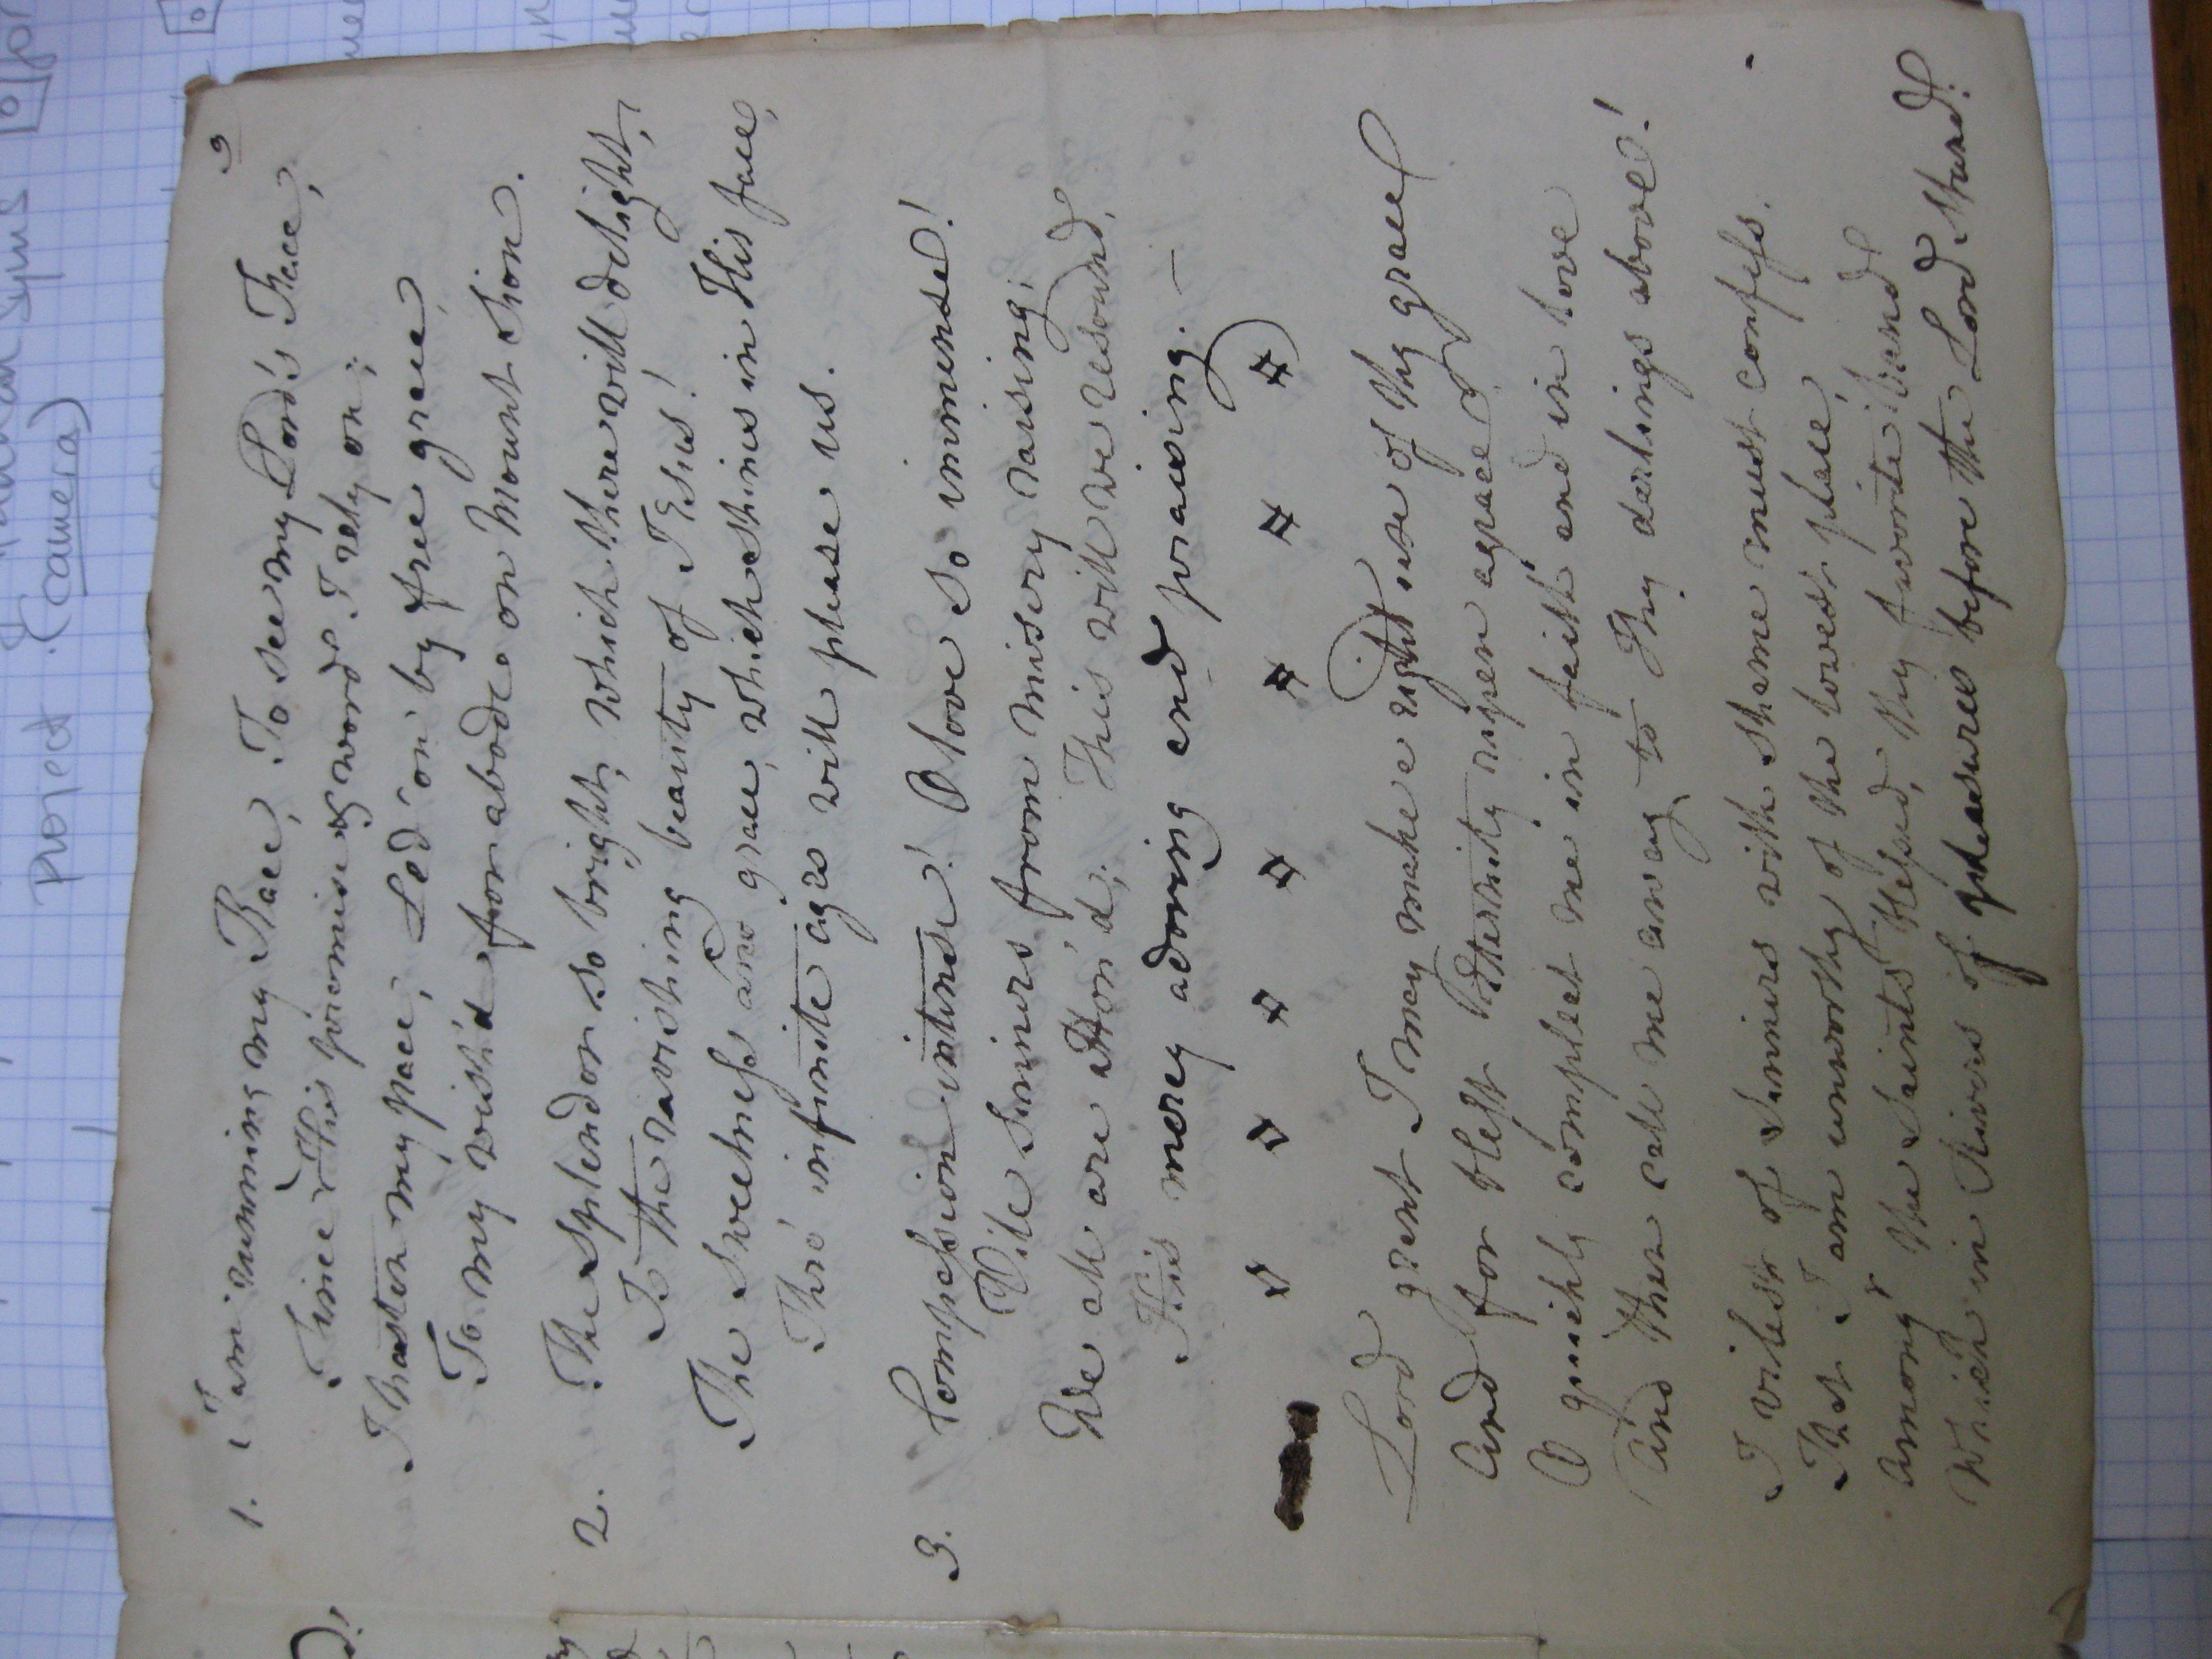 Syms for
Project (camera)
9
1. I am running my Race, To see my Lord's Face,
Since His promise & word I rely on;
I hasten my pace, Led on by free grace,
To my wish'd for abode on Mount Sion.
2. The Splendor so bright, which there will delight,
Is the ravishing beauty of JEsus!
The Sweetneſs and grace, which shines in His face,
Thro' infinite ages will please us.
3. Compaſsion intense! O love so immense!
Vile Sinners from misery raising;
We all are Atton'd; This will we resound,
His mercy adoring and praising. –
Lord grant I may make a right use of thy grace
And for bleſt Eternity ripen apace
O quickly compleat me in faith and in love
And then call me away to Thy darlings above!
I vilest of Sinners with shame must confeſs.
That I am unworthy of the lowest place,
Among the Saints bleſsed, thy favorite band
Which in Rivers of pleasures before the Lord Stand!